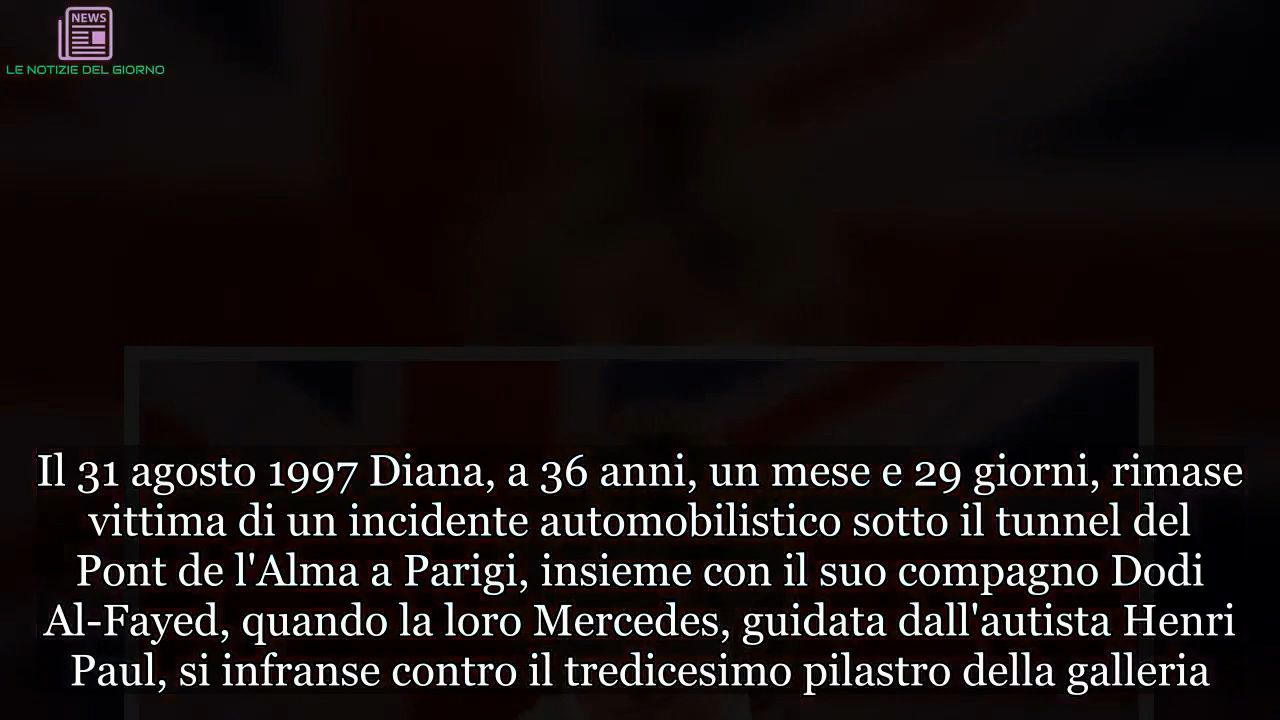 NEWS
LE NOTIZIE DEL GIORNO
Il 31 agosto 1997 Diana, a 36 anni, un mese e 29 giorni, rimase
vittima di un incidente automobilistico sotto il tunnel del
Pont de l'Alma a Parigi, insieme con il suo compagno Dodi
Al-Fayed, quando la loro Mercedes, guidata dall'autista Henri
Paul, si infranse contro il tredicesimo pilastro della galleria